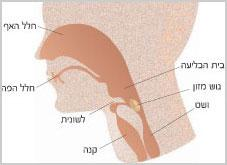 חלל האף
בית הבליעה
גוש מזון
חלל הפה
ושט
לשונית
קנה